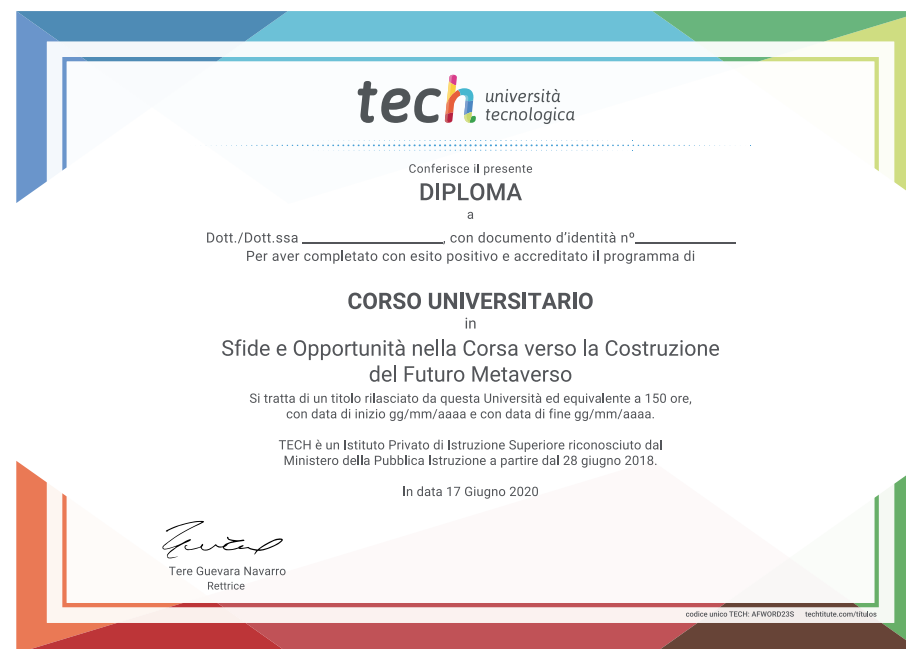 tech università
tecnologica
Conferisce il presente
DIPLOMA
a
Dott./Dott.ssa ____________________, con documento d'identità nº______________
Per aver completato con esito positivo e accreditato il programma di
CORSO UNIVERSITARIO
in
Sfide e Opportunità nella Corsa verso la Costruzione
del Futuro Metaverso
Si tratta di un titolo rilasciato da questa Università ed equivalente a 150 ore,
con data di inizio gg/mm/aaaa e con data di fine gg/mm/aaaa.
TECH è un Istituto Privato di Istruzione Superiore riconosciuto dal
Ministero della Pubblica Istruzione a partire dal 28 giugno 2018.
In data 17 Giugno 2020
Tere Guevara Navarro
Rettrice
codice unico TECH: AFWORD23S techtitute.com/títulos